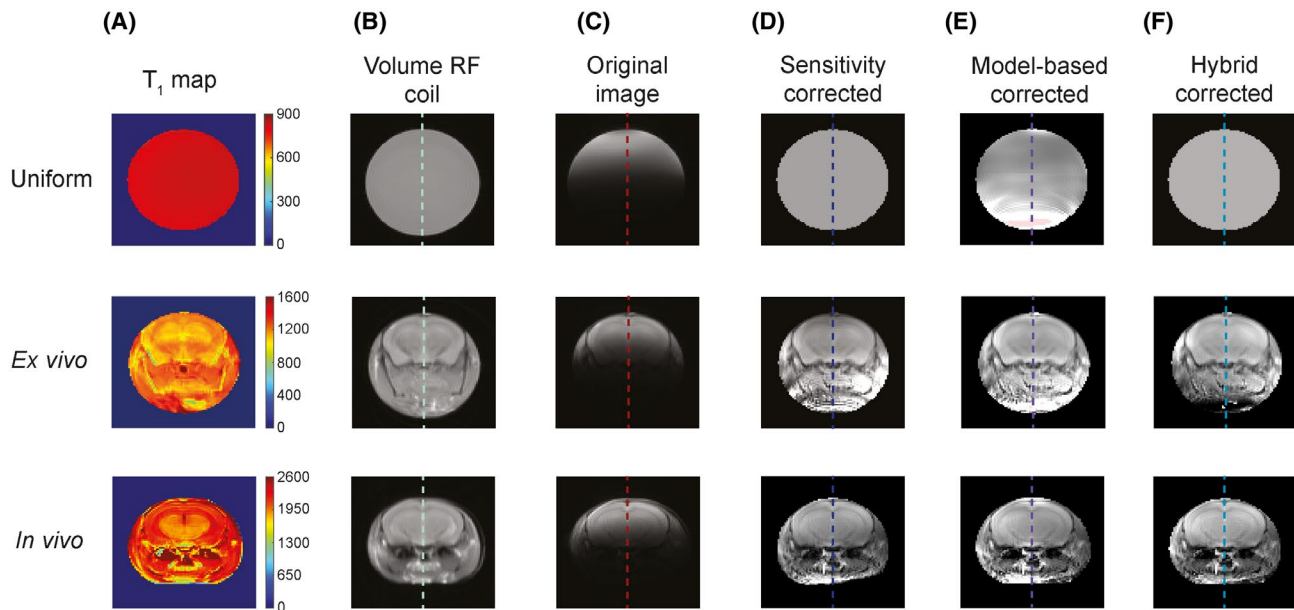 (A) (B) (C) (D) (E) (F)
T1 map
Volume RF
coil
Original
image
Sensitivity
corrected
Model-based
corrected
Hybrid
corrected
Uniform
900
600
300
0
Ex vivo
1600
1200
800
400
0
In vivo
2600
1950
1300
650
0